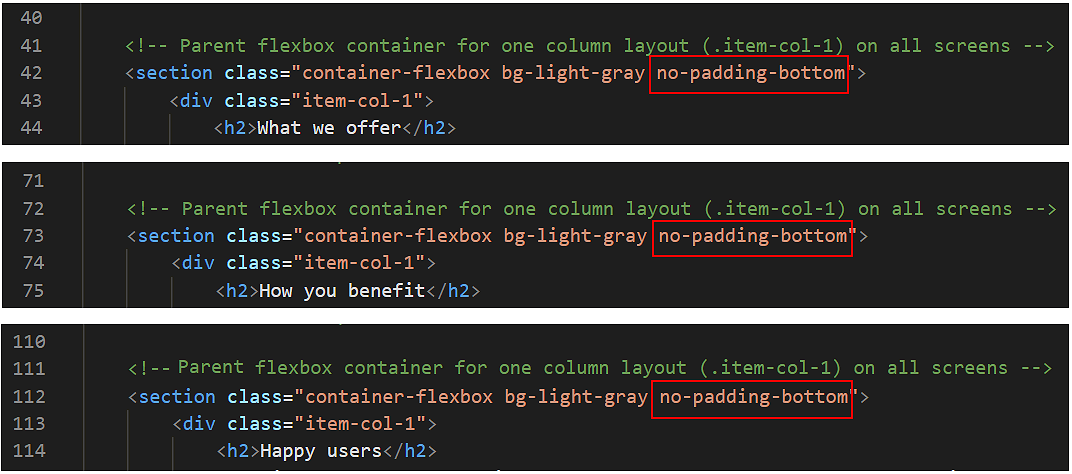 40
41 <!-- Parent flexbox container for one column layout (.item-col-1) on all screens -->
42 <section class="container-flexbox bg-light-gray no-padding-bottom">
43 <div class="item-col-1">
44 <h2>What we offer</h2>
71
72 <!-- Parent flexbox container for one column layout (.item-col-1) on all screens -->
73 <section class="container-flexbox bg-light-gray no-padding-bottom">
74 <div class="item-col-1">
75 <h2>How you benefit</h2>
110
111 <!-- Parent flexbox container for one column layout (.item-col-1) on all screens -->
112 <section class="container-flexbox bg-light-gray no-padding-bottom">
113 <div class="item-col-1">
114 <h2>Happy users</h2>